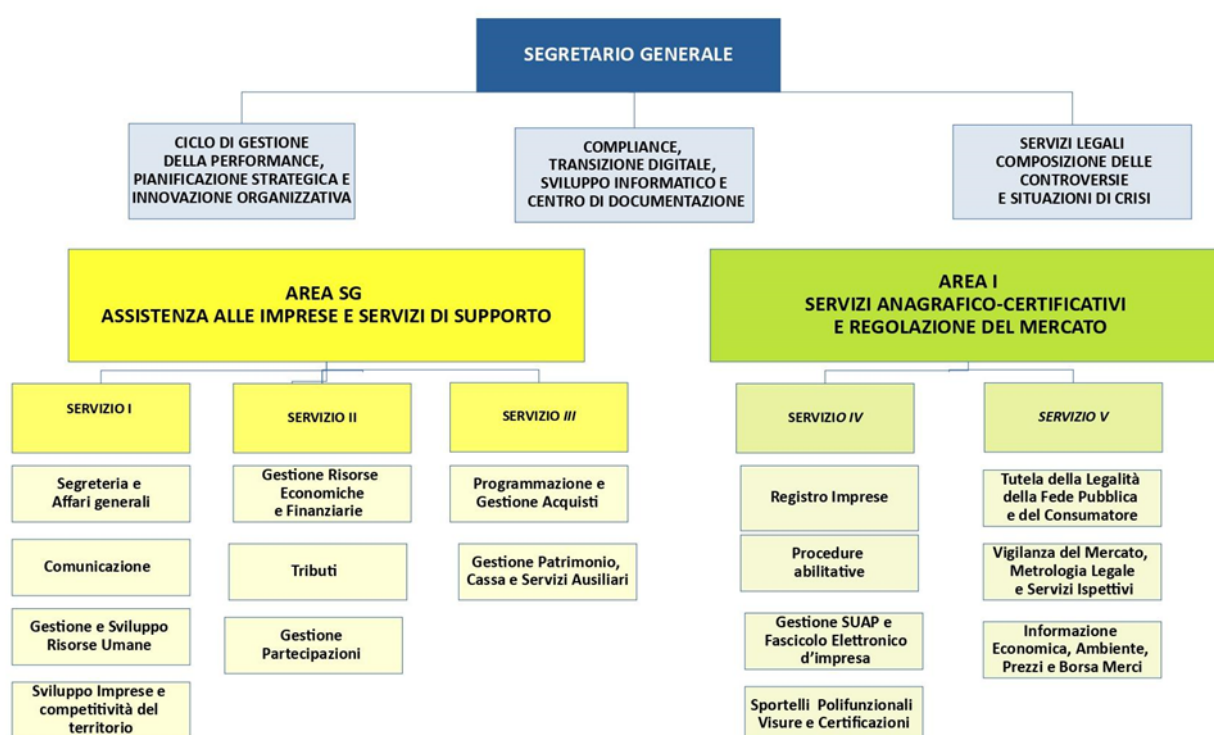 SEGRETARIO GENERALE
CICLO DI GESTIONE
DELLA PERFORMANCE,
PIANIFICAZIONE STRATEGICA E
INNOVAZIONE ORGANIZZATIVA
COMPLIANCE,
TRANSIZIONE DIGITALE,
SVILUPPO INFORMATICO E
CENTRO DI DOCUMENTAZIONE
SERVIZI LEGALI
COMPOSIZIONE DELLE
CONTROVERSIE
E SITUAZIONI DI CRISI
AREA SG
ASSISTENZA ALLE IMPRESE E SERVIZI DI SUPPORTO
AREA I
SERVIZI ANAGRAFICO-CERTIFICATIVI
E REGOLAZIONE DEL MERCATO
SERVIZIO I
Segreteria e
Affari generali
Comunicazione
Gestione e Sviluppo
Risorse Umane
Sviluppo Imprese e
competitività del
territorio
SERVIZIO II
Gestione Risorse
Economiche
e Finanziarie
Tributi
Gestione
Partecipazioni
SERVIZIO III
Programmazione e
Gestione Acquisti
Gestione Patrimonio,
Cassa e Servizi Ausiliari
SERVIZIO IV
Registro Imprese
Procedure
abilitative
Gestione SUAP e
Fascicolo Elettronico
d’impresa
Sportelli Polifunzionali
Visure e Certificazioni
SERVIZIO V
Tutela della Legalità
della Fede Pubblica
e del Consumatore
Vigilanza del Mercato,
Metrologia Legale
e Servizi Ispettivi
Informazione
Economica, Ambiente,
Prezzi e Borsa Merci